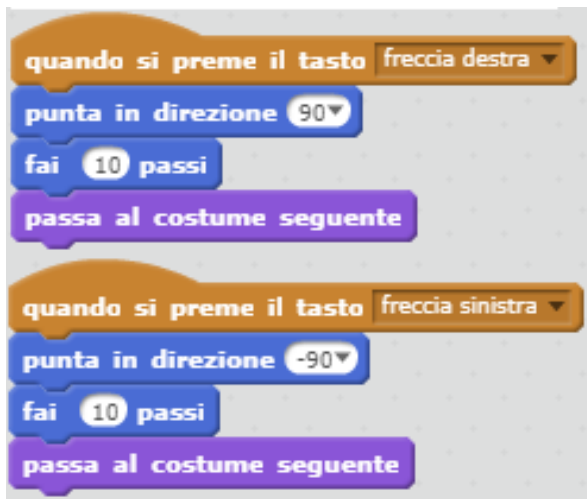 quando si preme il tasto freccia destra
punta in direzione 90
fai 10 passi
passa al costume seguente
quando si preme il tasto freccia sinistra
punta in direzione -90
fai 10 passi
passa al costume seguente